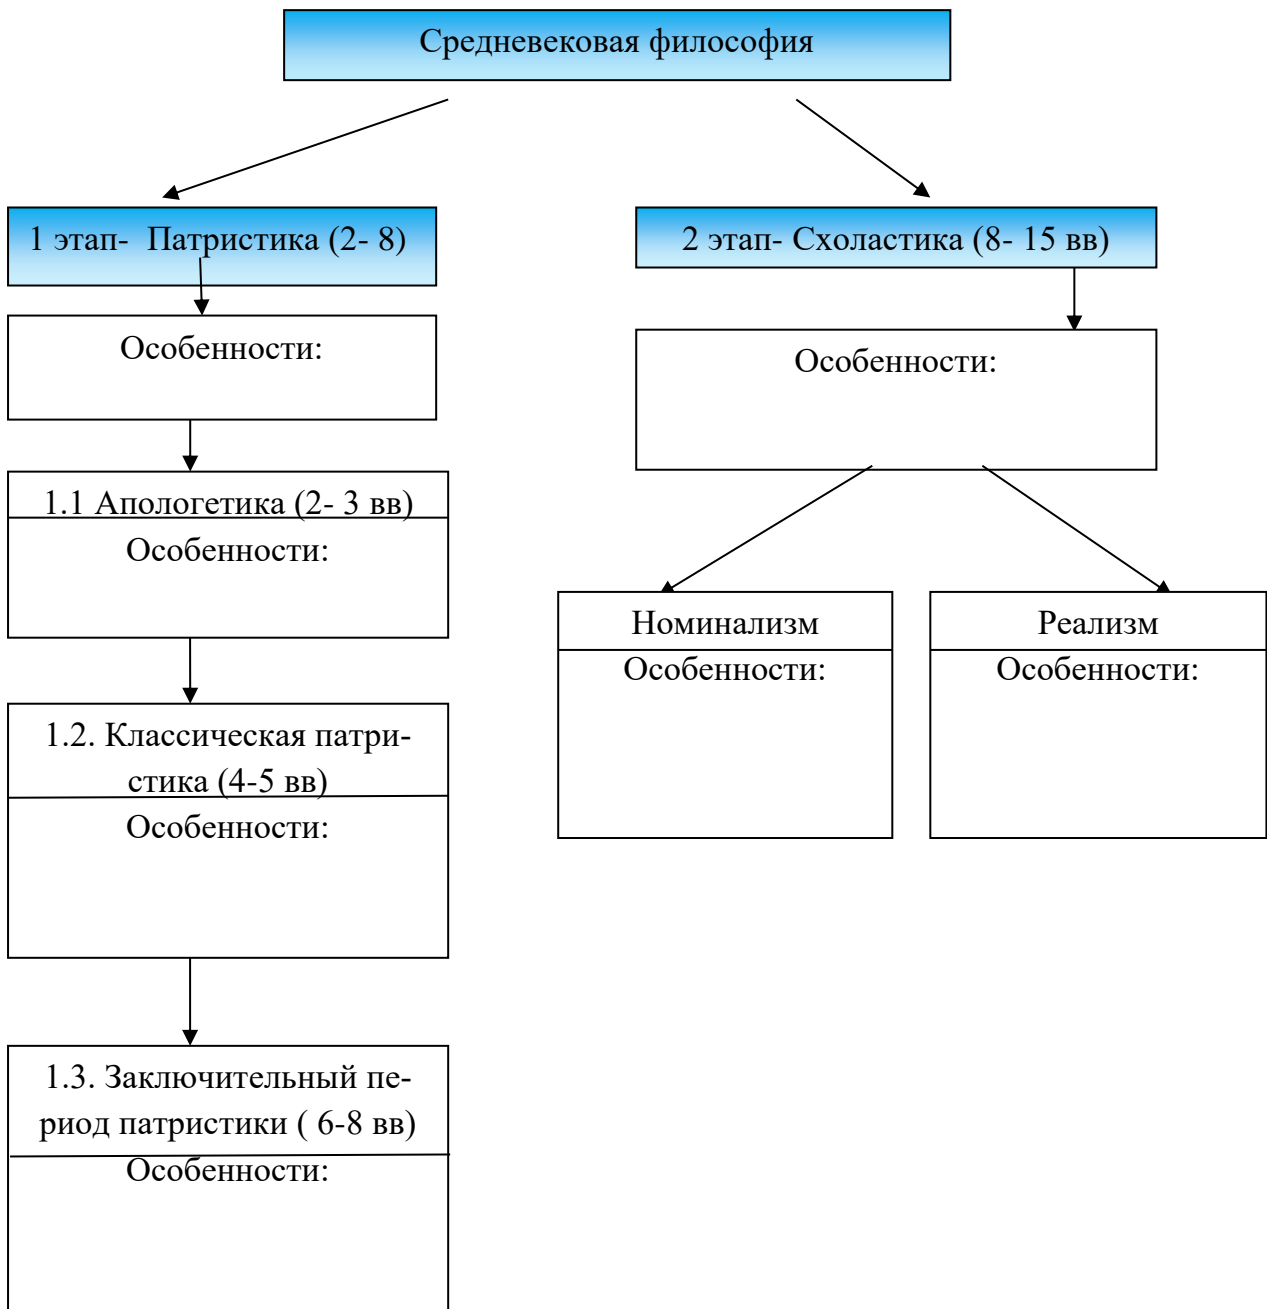 Средневековая философия
1 этап-  Патристика (2- 8)
Особенности:
1.1 Апологетика (2- 3 вв)
Особенности:
1.2. Классическая патри-
стика (4-5 вв)
Особенности:
1.3. Заключительный пе-
риод патристики ( 6-8 вв)
Особенности:
2 этап- Схоластика (8- 15 вв)
Особенности:
Номинализм
Особенности:
Реализм
Особенности: